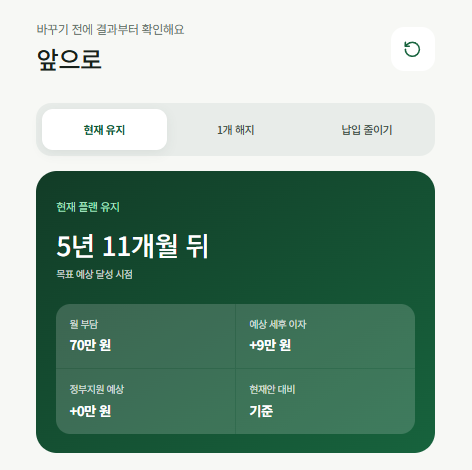 바꾸기 전에 결과부터 확인해요
앞으로
현재 유지
1개 해지
납입 줄이기
현재 플랜 유지
5년 11개월 뒤
목표 예상 달성 시점
월 부담
예상 세후 이자
70만 원
+9만 원
정부지원 예상
현재안 대비
+0만 원
기준